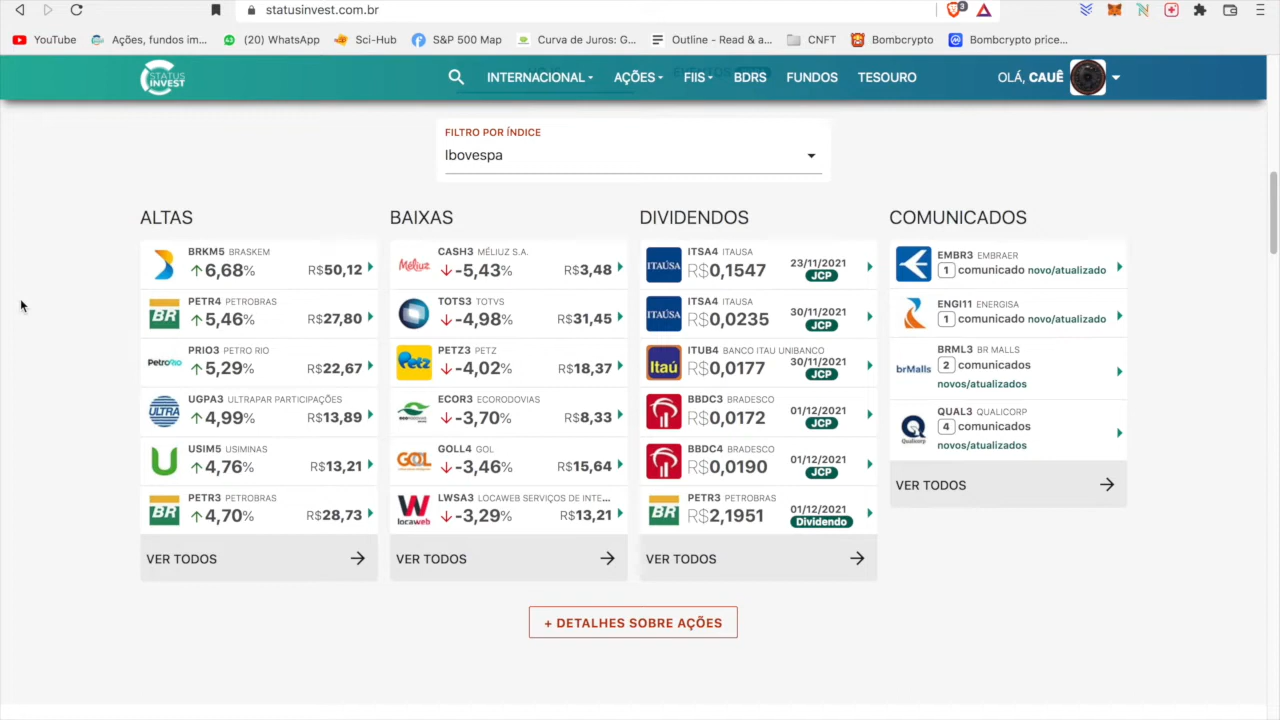 statusinvest.com.br
3
YouTube
Ações, fundos im...
(20) WhatsApp
Sci-Hub
S&P 500 Map
Curva de Juros: G...
Outline - Read & a...
CNFT
Bombcrypto
Bombcrypto price...
STATUS INVEST
INTERNACIONAL
AÇÕES
FIIS
BDRS
FUNDOS
TESOURO
OLÁ, CAUÊ
FILTRO POR ÍNDICE
Ibovespa
ALTAS
BRKM5 BRASKEM
6,68% R$50,12
PETR4 PETROBRAS
5,46% R$27,80
PRIO3 PETRO RIO
5,29% R$22,67
UGPA3 ULTRAPAR PARTICIPAÇÕES
4,99% R$13,89
USIM5 USIMINAS
4,76% R$13,21
PETR3 PETROBRAS
4,70% R$28,73
VER TODOS
BAIXAS
CASH3 MÉLIUZ S.A.
-5,43% R$3,48
TOTS3 TOTVS
-4,98% R$31,45
PETZ3 PETZ
-4,02% R$18,37
ECOR3 ECORODOVIAS
-3,70% R$8,33
GOLL4 GOL
-3,46% R$15,64
LWSA3 LOCAWEB SERVIÇOS DE INTE...
-3,29% R$13,21
VER TODOS
DIVIDENDOS
ITSA4 ITAUSA
R$0,1547 23/11/2021
JCP
ITSA4 ITAUSA
R$0,0235 30/11/2021
JCP
ITUB4 BANCO ITAU UNIBANCO
R$0,0177 30/11/2021
JCP
BBDC3 BRADESCO
R$0,0172 01/12/2021
JCP
BBDC4 BRADESCO
R$0,0190 01/12/2021
JCP
PETR3 PETROBRAS
R$2,1951 01/12/2021
Dividendo
VER TODOS
COMUNICADOS
EMBR3 EMBRAER
1 comunicado novo/atualizado
ENGI11 ENERGISA
1 comunicado novo/atualizado
BRML3 BR MALLS
2 comunicados
novos/atualizados
QUAL3 QUALICORP
4 comunicados
novos/atualizados
VER TODOS
+ DETALHES SOBRE AÇÕES